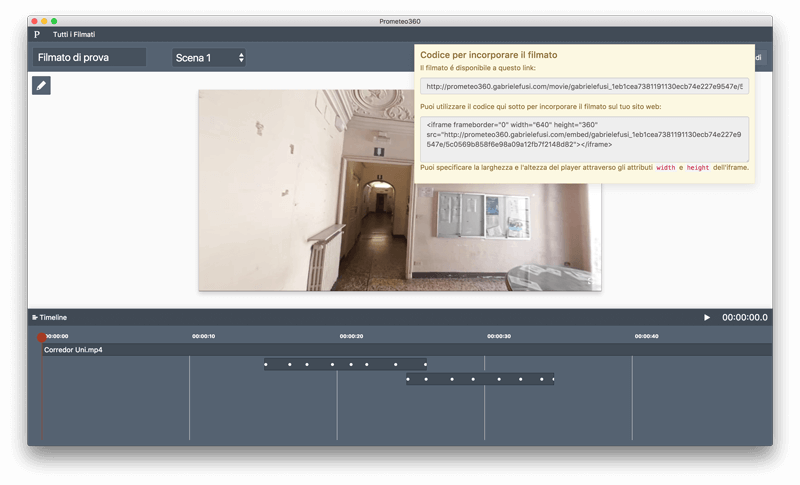 Prometeo360
P Tutti i Filmati
Filmato di prova
Scena 1
di
Codice per incorporare il filmato
Il filmato é disponibile a questo link:
http://prometeo360.gabrielefusi.com/movie/gabrielefusi_1eb1cea7381191130ecb74e227e9547e/5
Puoi utilizzare il codice qui sotto per incorporare il filmato sul tuo sito web:
<iframe frameborder="0" width="640" height="360"
src="http://prometeo360.gabrielefusi.com/embed/gabrielefusi_1eb1cea7381191130ecb74e227e9
547e/5c0569b858f6e98a09a12fb7f2148d82"></iframe>
Puoi specificare la larghezza e l'altezza del player attraverso gli attributi width e height dell'iframe.
Timeline
00:00:00.0
00:00:00
00:00:10
00:00:20
00:00:30
00:00:40
Corredor Uni.mp4